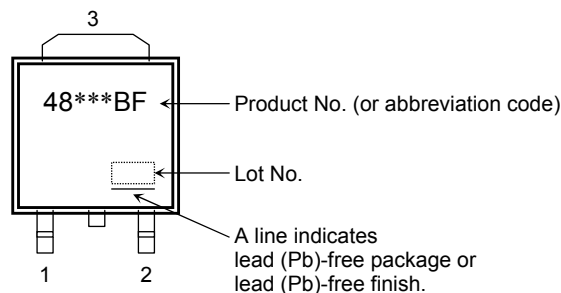 3
48***BF
Product No. (or abbreviation code)
Lot No.
A line indicates
lead (Pb)-free package or
lead (Pb)-free finish.
1
2